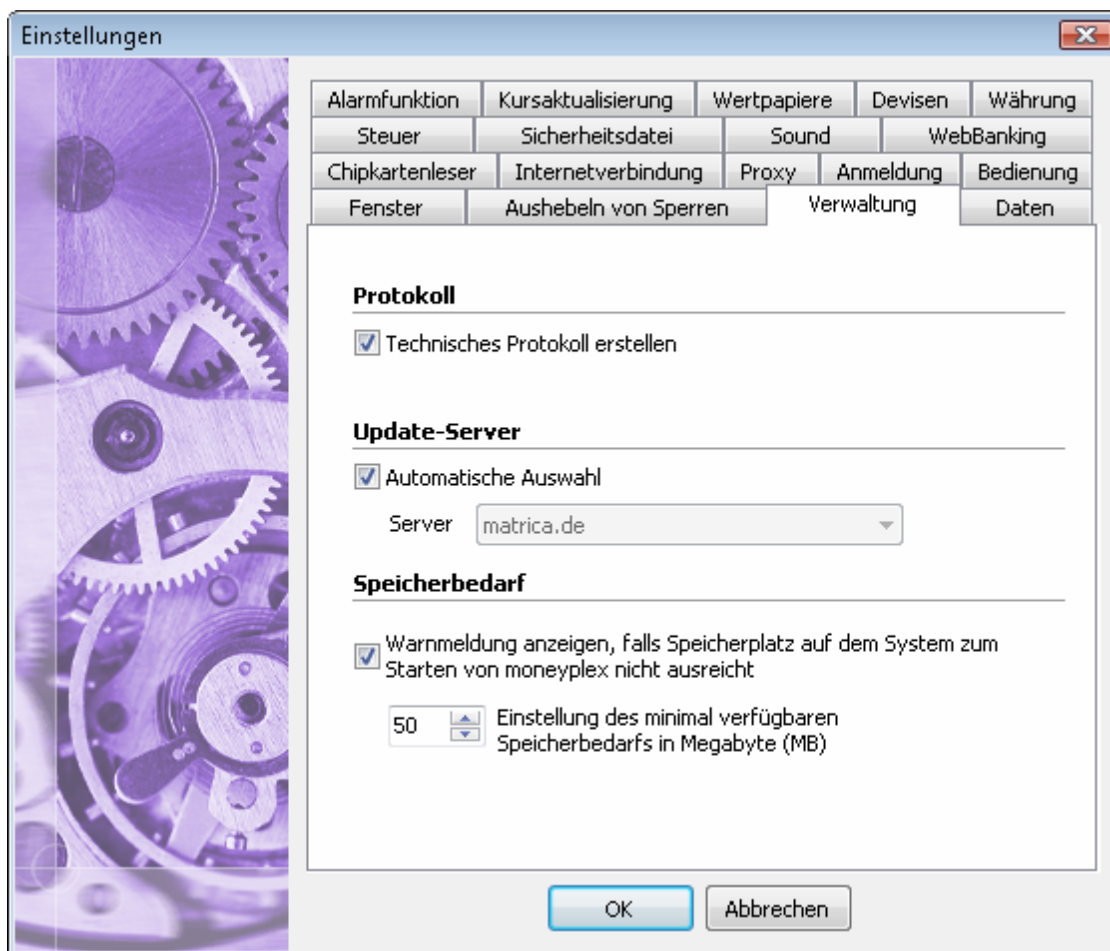 Einstellungen
Alarmfunktion Kursaktualisierung Wertpapiere Devisen Währung
Steuer Sicherheitsdatei Sound WebBanking
Chipkartenleser Internetverbindung Proxy Anmeldung Bedienung
Fenster Aushebeln von Sperren Verwaltung Daten
Protokoll
Technisches Protokoll erstellen
Update-Server
Automatische Auswahl
Server matrica.de
Speicherbedarf
Warnmeldung anzeigen, falls Speicherplatz auf dem System zum
Starten von moneyplex nicht ausreicht
50 Einstellung des minimal verfügbaren
Speicherbedarfs in Megabyte (MB)
OK Abbrechen